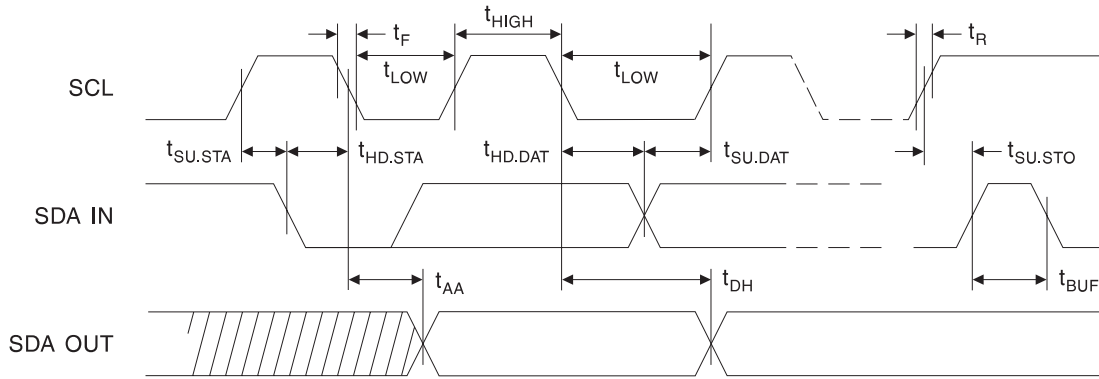 tHIGH
tF
tR
SCL
tLOW
tLOW
tSU.STA
tHD.STA
tHD.DAT
tSU.DAT
tSU.STO
SDA IN
tAA
tDH
tBUF
SDA OUT